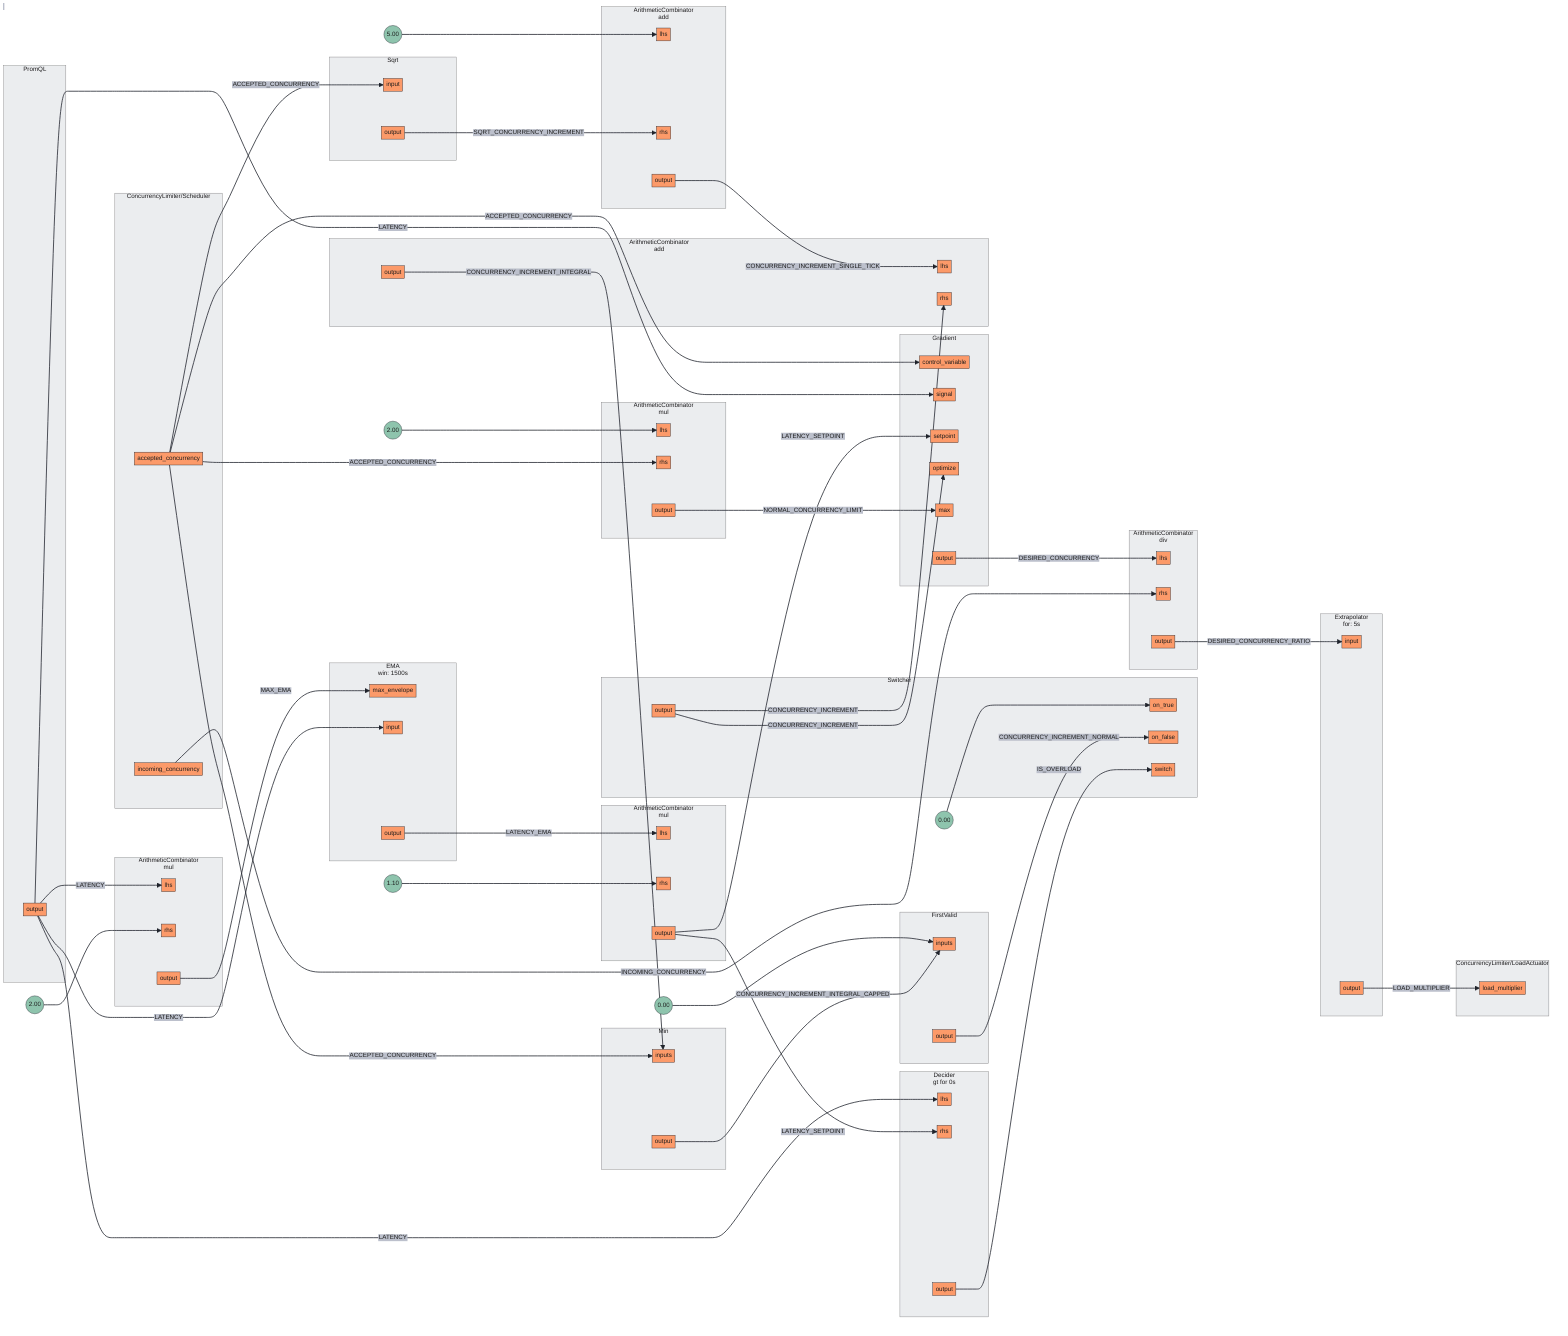 PromQL
output
2.00
ConcurrencyLimiter/Scheduler
accepted_concurrency
incoming_concurrency
ArithmeticCombinator
mul
lhs
rhs
output
LATENCY
LATENCY
LATENCY
LATENCY
5.00
Sqrt
input
output
ACCEPTED_CONCURRENCY
SQRT_CONCURRENCY_INCREMENT
ArithmeticCombinator
add
lhs
rhs
output
ACCEPTED_CONCURRENCY
ArithmeticCombinator
add
output
lhs
rhs
CONCURRENCY_INCREMENT_INTEGRAL
CONCURRENCY_INCREMENT_SINGLE_TICK
2.00
ACCEPTED_CONCURRENCY
ArithmeticCombinator
mul
lhs
rhs
output
NORMAL_CONCURRENCY_LIMIT
LATENCY_SETPOINT
Gradient
control_variable
signal
setpoint
optimize
max
output
DESIRED_CONCURRENCY
ArithmeticCombinator
div
lhs
rhs
output
DESIRED_CONCURRENCY_RATIO
Extrapolator
for: 5s
input
output
LOAD_MULTIPLIER
ConcurrencyLimiter/LoadActuator
load_multiplier
MAX_EMA
EMA
win: 1500s
max_envelope
input
output
LATENCY_EMA
1.10
Switcher
output
CONCURRENCY_INCREMENT
CONCURRENCY_INCREMENT
on_true
on_false
switch
CONCURRENCY_INCREMENT_NORMAL
IS_OVERLOAD
0.00
ArithmeticCombinator
mul
lhs
rhs
output
INCOMING_CONCURRENCY
0.00
CONCURRENCY_INCREMENT_INTEGRAL_CAPPED
FirstValid
inputs
output
ACCEPTED_CONCURRENCY
Min
inputs
output
LATENCY_SETPOINT
Decider
gt for 0s
lhs
rhs
output